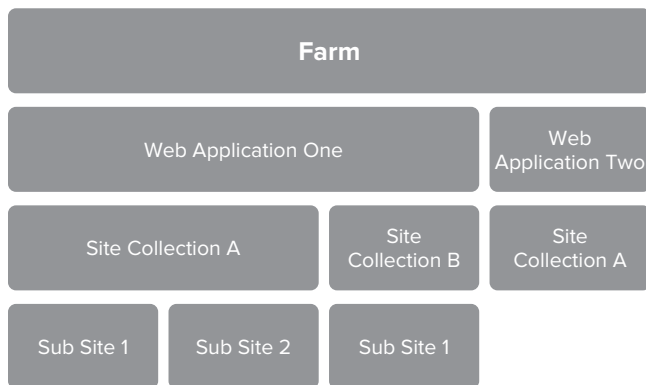 Farm
Web Application One
Web
Application Two
Site Collection A
Site
Collection B
Site
Collection A
Sub Site 1
Sub Site 2
Sub Site 1